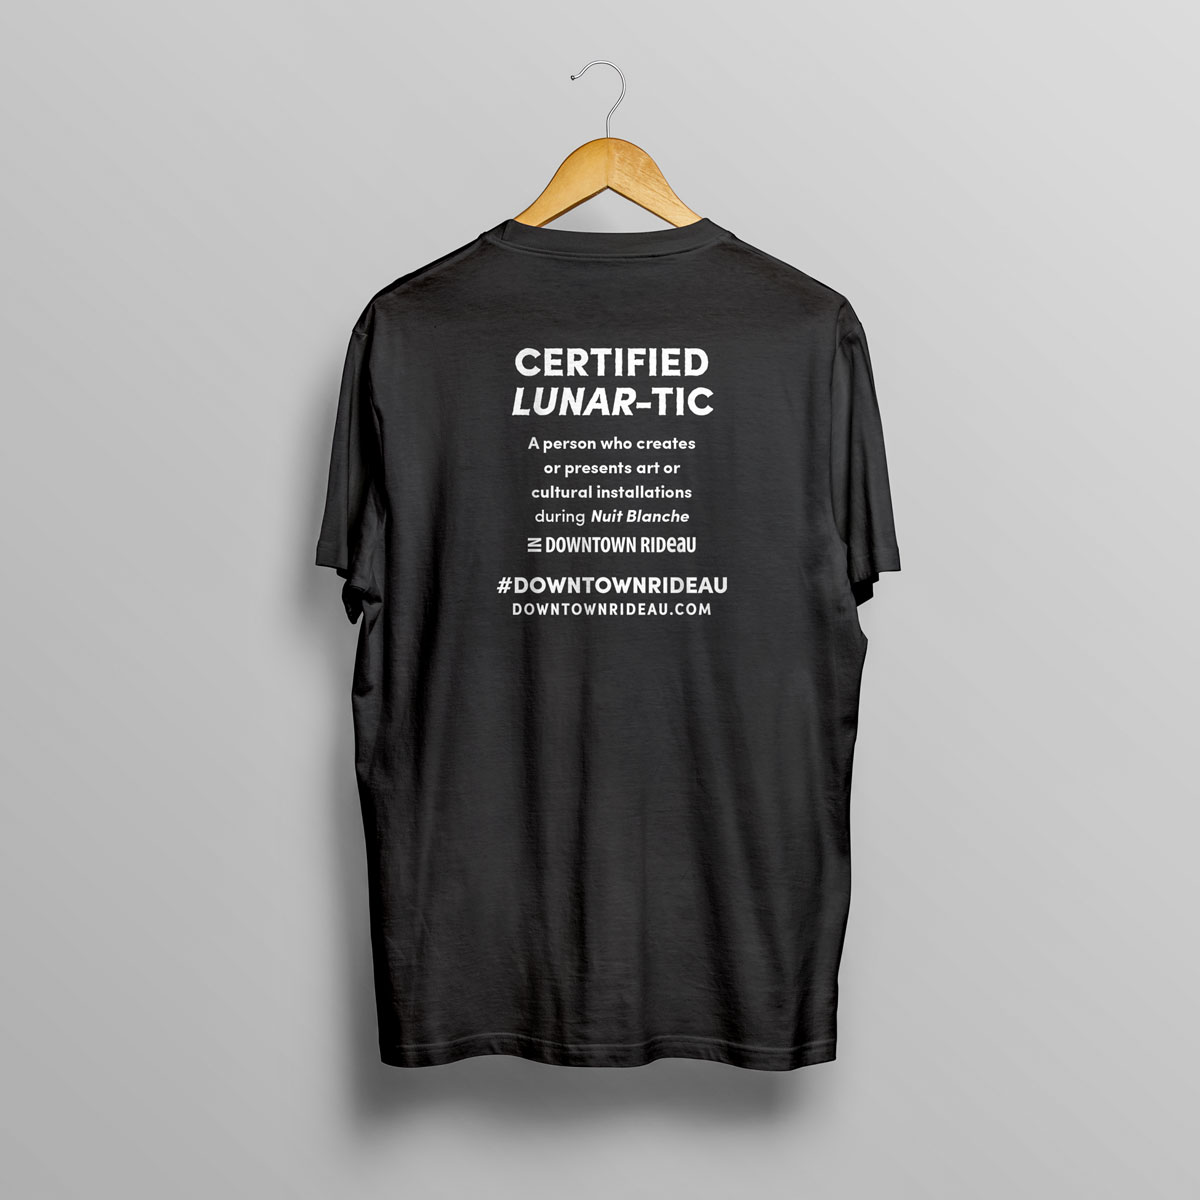 CERTIFIED
LUNAR-TIC
A person who creates
or presents art or
cultural installations
during Nuit Blanche
IN DOWNTOWN RIDeau
#DOWNTOWNRIDEAU
DOWNTOWNRIDEAU.COM